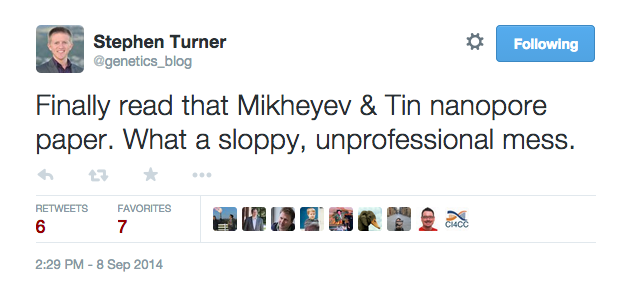 Stephen Turner
@genetics_blog
Following
Finally read that Mikheyev & Tin nanopore
paper. What a sloppy, unprofessional mess.
RETWEETS
FAVORITES
6
7
CI4CC
2:29 PM - 8 Sep 2014